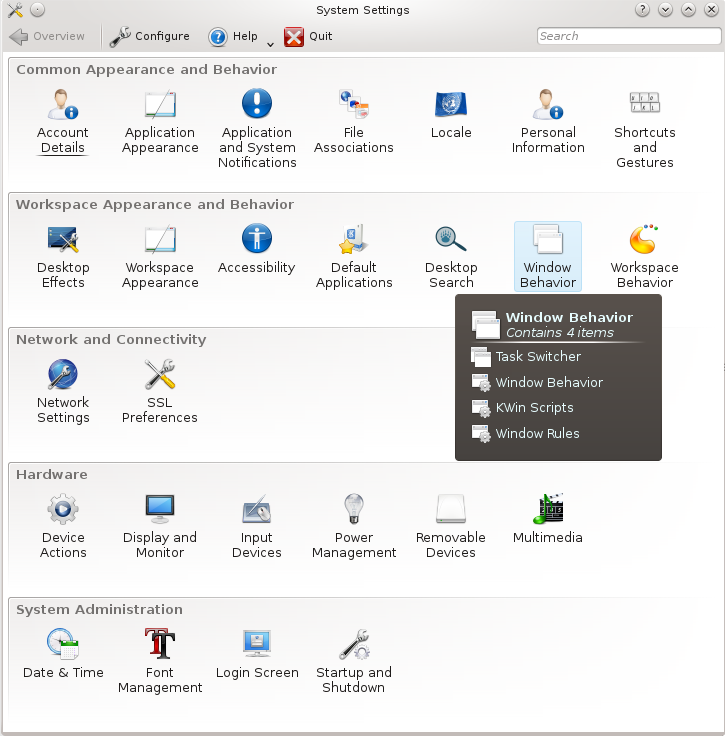 System Settings
Overview Configure Help Quit Search
Common Appearance and Behavior
Account Details
Application Appearance
Application and System Notifications
File Associations
Locale
Personal Information
Shortcuts and Gestures
Workspace Appearance and Behavior
Desktop Effects
Workspace Appearance
Accessibility
Default Applications
Desktop Search
Window Behavior
Workspace Behavior
Window Behavior
Contains 4 items
Task Switcher
Window Behavior
KWin Scripts
Window Rules
Network and Connectivity
Network Settings
SSL Preferences
Hardware
Device Actions
Display and Monitor
Input Devices
Power Management
Removable Devices
Multimedia
System Administration
Date & Time
Font Management
Login Screen
Startup and Shutdown